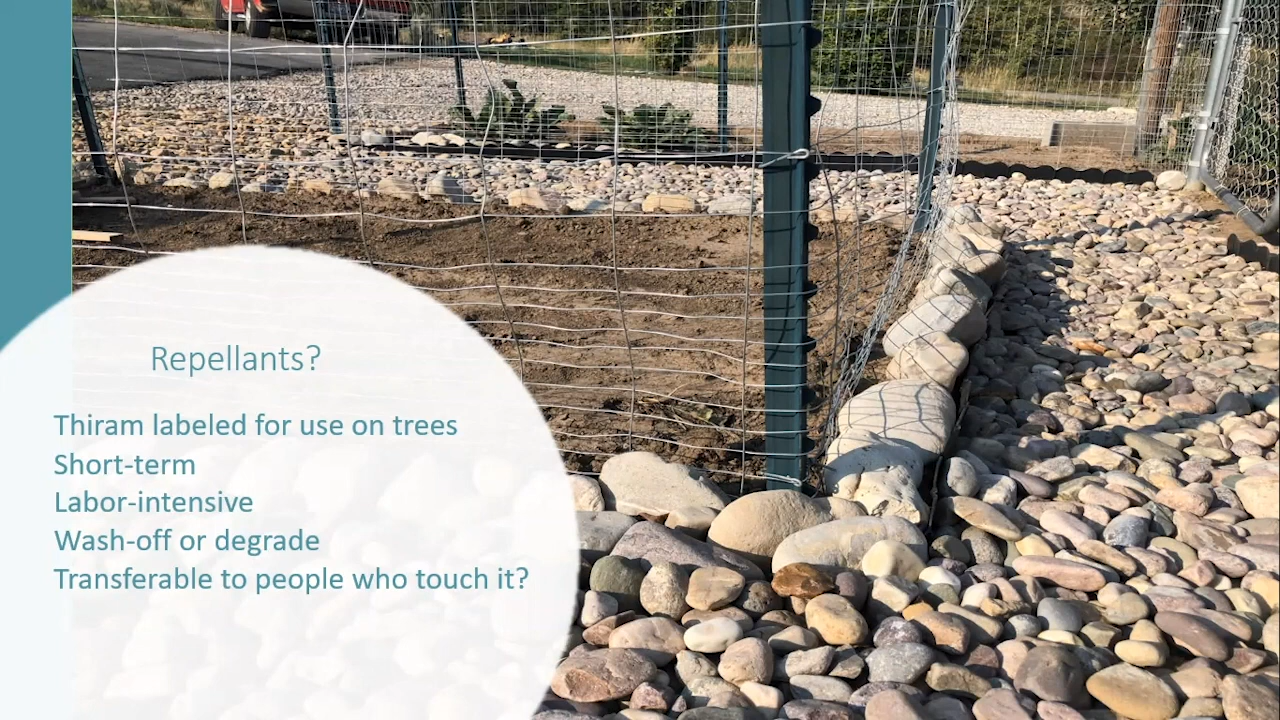 Repellants?
Thiram labeled for use on trees
Short-term
Labor-intensive
Wash-off or degrade
Transferable to people who touch it?